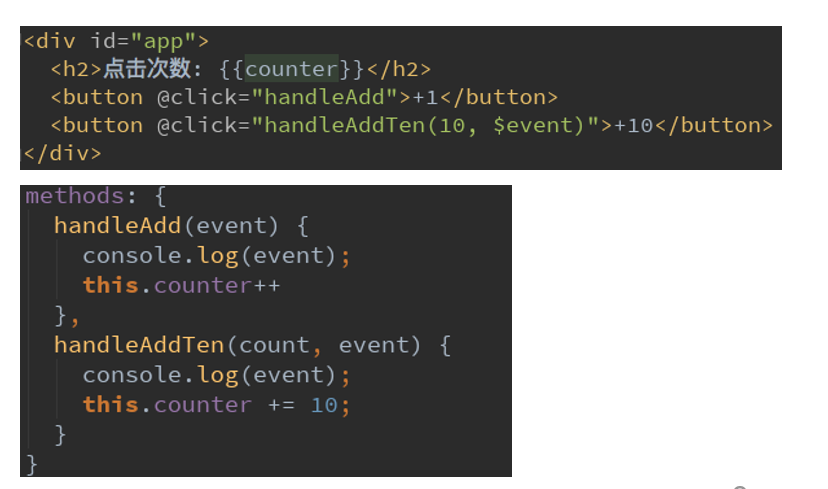 <div id="app">
<h2>点击次数: {{counter}}</h2>
<button @click="handleAdd">+1</button>
<button @click="handleAddTen(10, $event)">+10</button>
</div>
methods: {
handleAdd(event) {
console.log(event);
this.counter++
},
handleAddTen(count, event) {
console.log(event);
this.counter += 10;
}
}